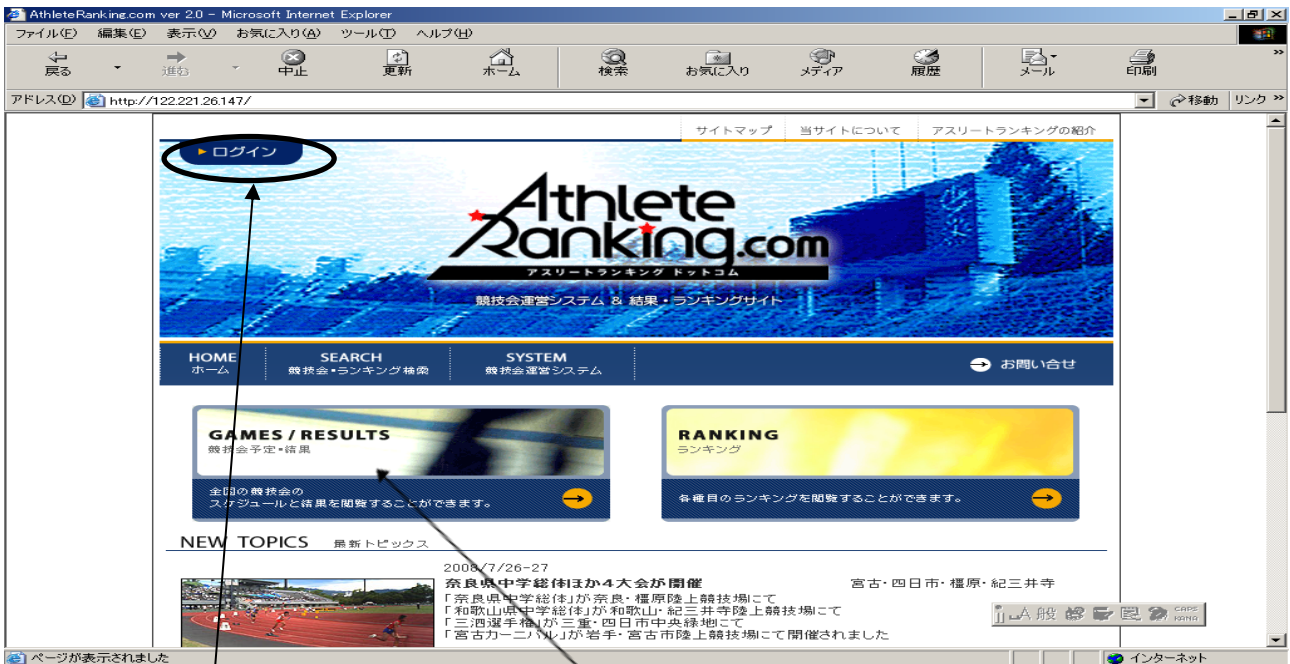 AthleteRanking.com ver 2.0 - Microsoft Internet Explorer
ファイル(F) 編集(E) 表示(V) お気に入り(A) ツール(T) ヘルプ(H)
戻る 進む 中止 更新 ホーム 検索 お気に入り メディア 履歴 メール 印刷 »
アドレス(D) http://122.221.26.147/ 移動 リンク »
サイトマップ 当サイトについて アスリートランキングの紹介
ログイン
Athlete
Ranking.com
アスリートランキング ドットコム
競技会運営システム & 結果・ランキングサイト
HOME SEARCH SYSTEM
ホーム 競技会・ランキング検索 競技会運営システム お問い合せ
GAMES / RESULTS
競技会予定・結果
全国の競技会の
スケジュールと結果を閲覧することができます。
RANKING
ランキング
各種目のランキングを閲覧することができます。
NEW TOPICS 最新トピックス
2008/7/26-27
奈良県中学総体ほか4大会が開催 宮古・四日市・橿原・紀三井寺
「奈良県中学総体」が奈良・橿原陸上競技場にて
「和歌山県中学総体」が和歌山・紀三井寺陸上競技場にて
「三泗選手権」が三重・四日市中央緑地にて
「宮古カーニバル」が岩手・宮古市陸上競技場にて開催されました
A 般 CAPS
KANA
ページが表示されました インターネット